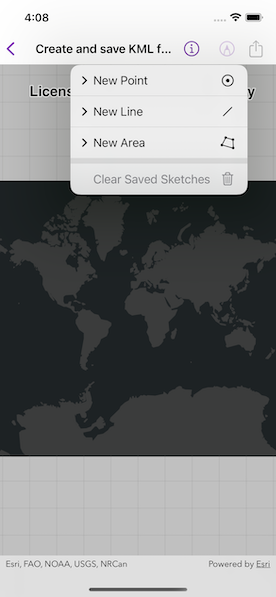 4:08
Create and save KML f...
Licens
y
New Point
New Line
New Area
Clear Saved Sketches
Esri, FAO, NOAA, USGS, NRCan
Powered by Esri